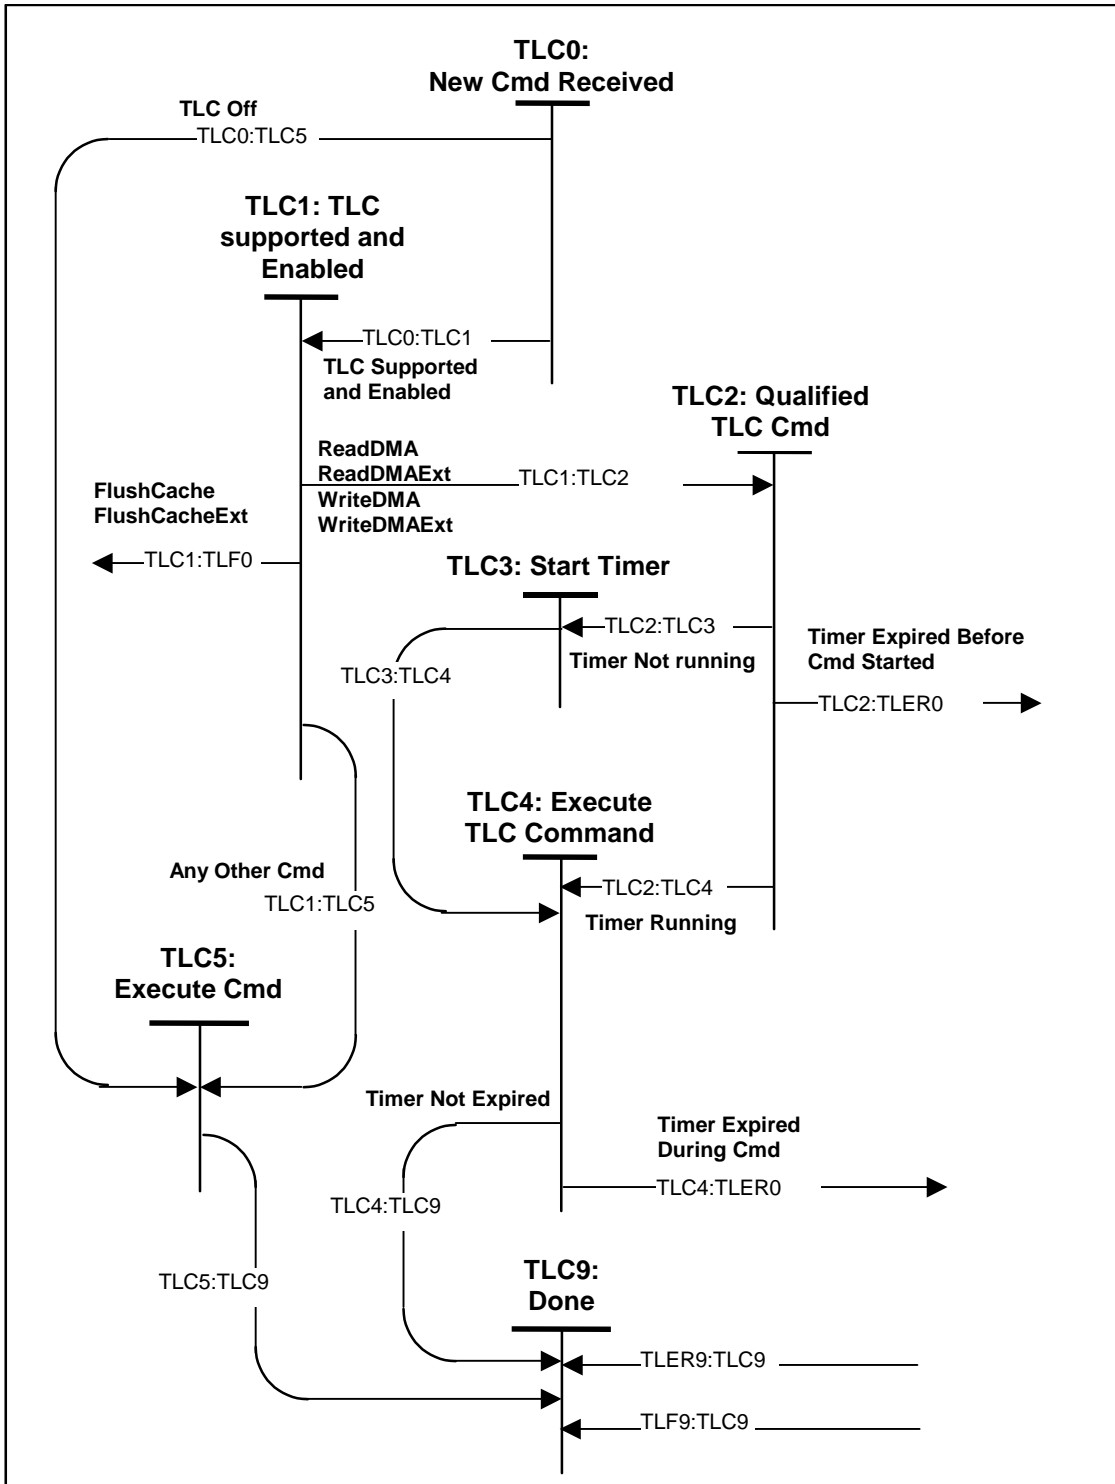 TLC0:
New Cmd Received
TLC Off
TLC0:TLC5
TLC1: TLC
supported and
Enabled
TLC0:TLC1
TLC Supported
and Enabled
TLC2: Qualified
TLC Cmd
ReadDMA
ReadDMAExt
TLC1:TLC2
WriteDMA
WriteDMAExt
FlushCache
FlushCacheExt
TLC1:TLF0
TLC3: Start Timer
TLC2:TLC3
Timer Not running
Timer Expired Before
Cmd Started
TLC3:TLC4
TLC2:TLER0
TLC4: Execute
TLC Command
Any Other Cmd
TLC1:TLC5
TLC2:TLC4
Timer Running
TLC5:
Execute Cmd
Timer Not Expired
Timer Expired
During Cmd
TLC4:TLER0
TLC4:TLC9
TLC5:TLC9
TLC9:
Done
TLER9:TLC9
TLF9:TLC9